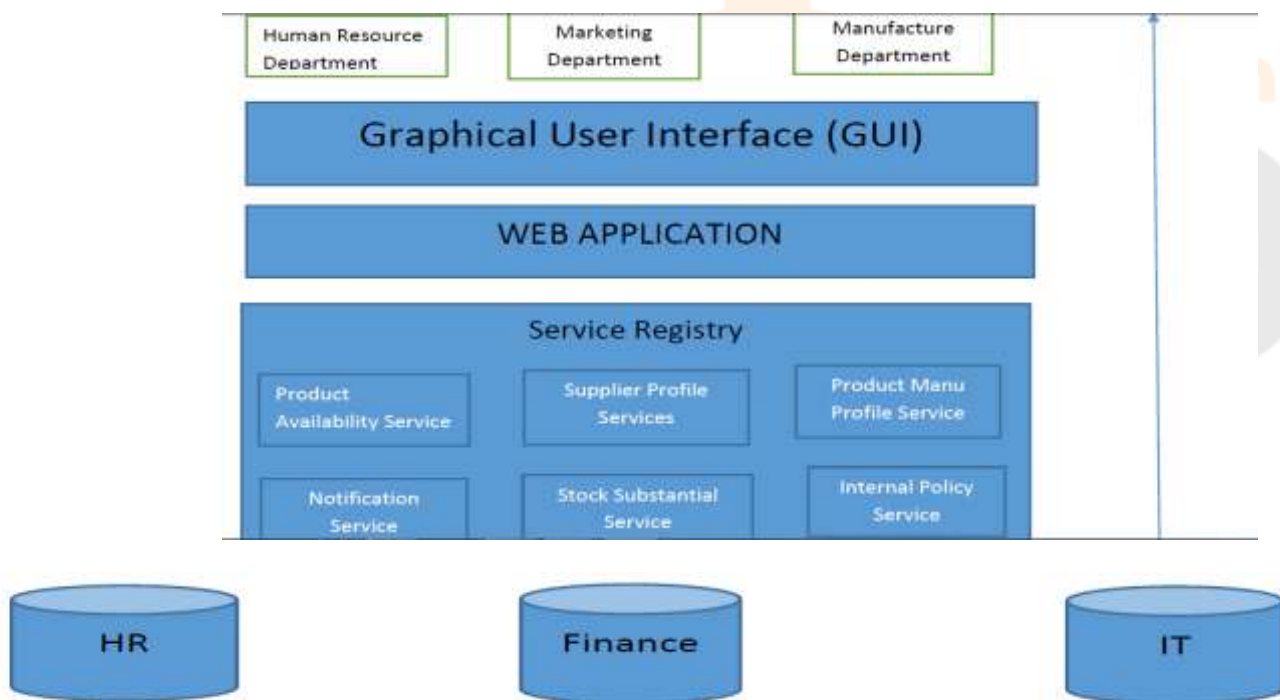 Human Resource
Department
Marketing
Department
Manufacture
Department
Graphical User Interface (GUI)
WEB APPLICATION
Service Registry
Product
Availability Service
Supplier Profile
Services
Product Manu
Profile Service
Notification
Service
Stock Substantial
Service
Internal Policy
Service
HR
Finance
IT